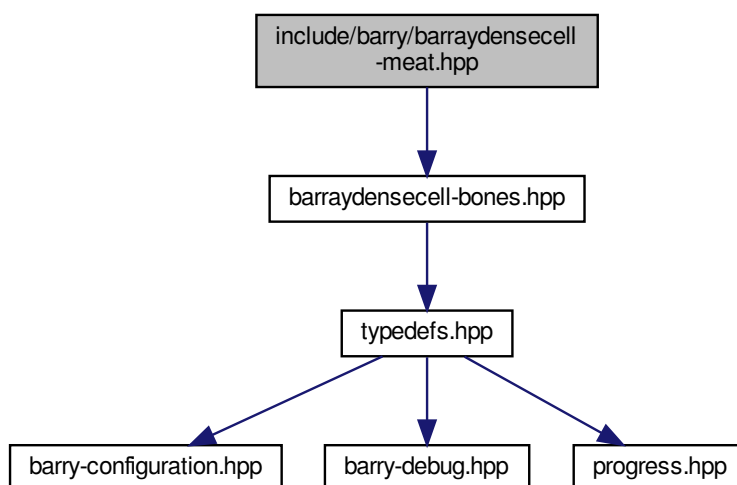 include/barry/barraydensecell
-meat.hpp
barraydensecell-bones.hpp
typedefs.hpp
barry-configuration.hpp
barry-debug.hpp
progress.hpp